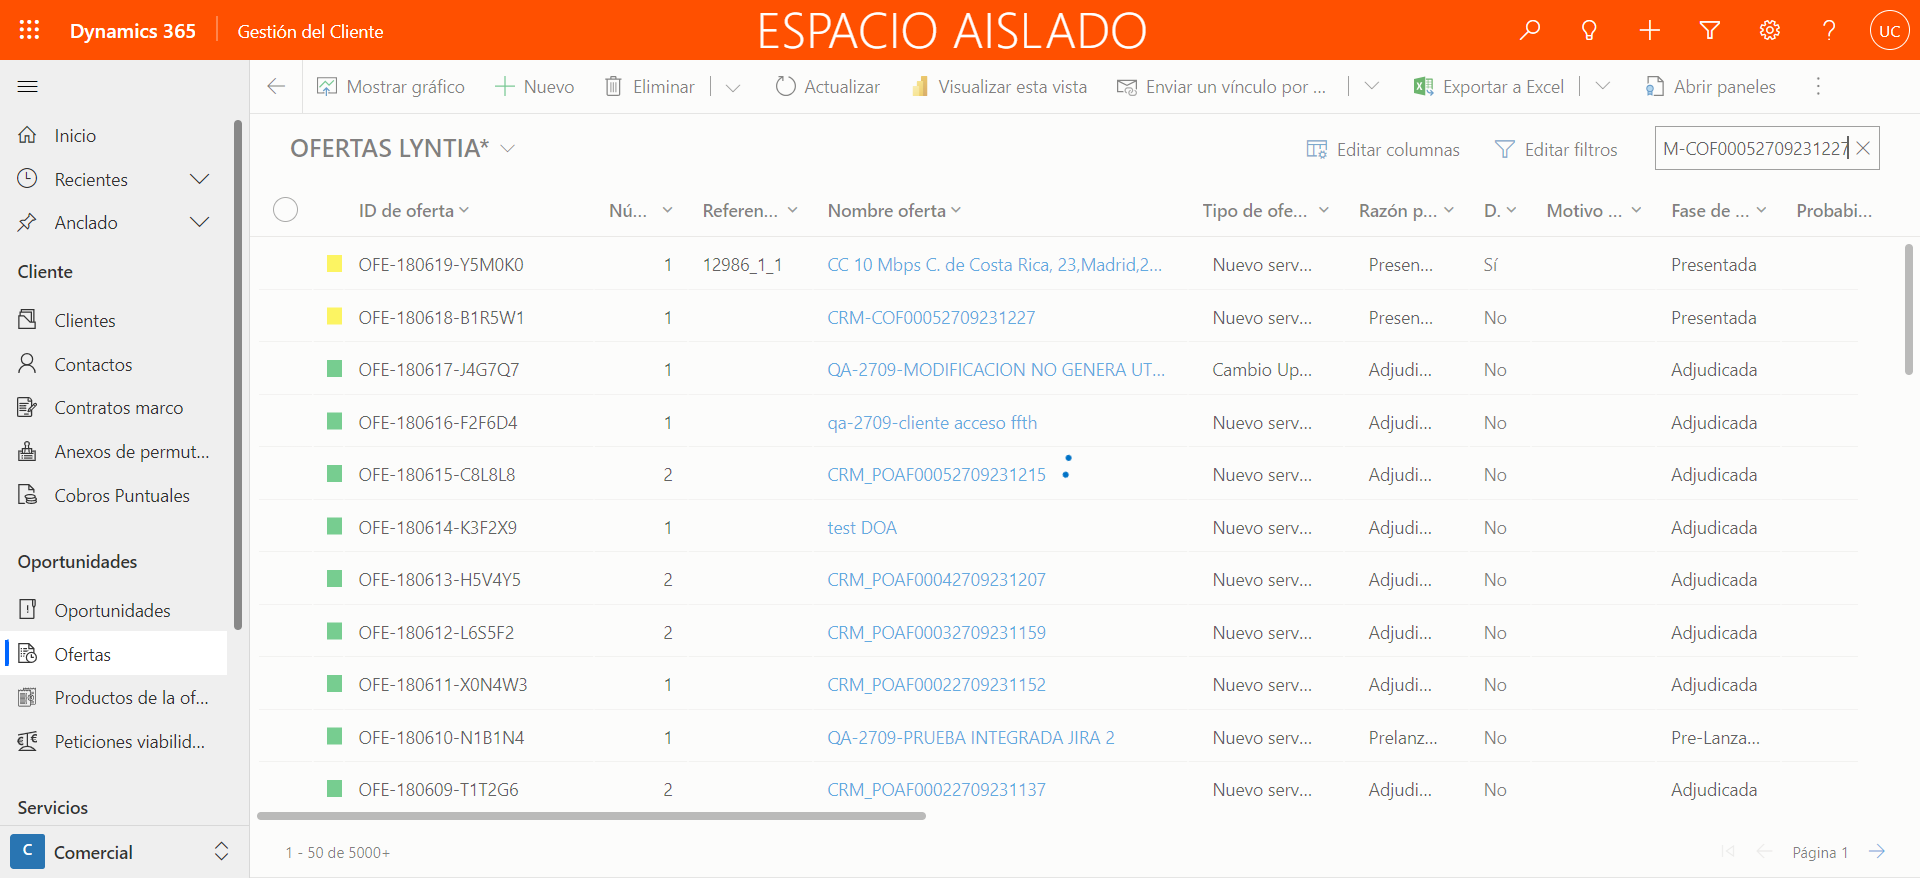 Dynamics 365
Gestión del Cliente
ESPACIO AISLADO
UC
Mostrar gráfico
Nuevo
Eliminar
Actualizar
Visualizar esta vista
Enviar un vínculo por ...
Exportar a Excel
Abrir paneles
Inicio
Recientes
Anclado
Cliente
Clientes
Contactos
Contratos marco
Anexos de permut...
Cobros Puntuales
Oportunidades
Oportunidades
Ofertas
Productos de la of...
Peticiones viabilid...
Servicios
C Comercial
OFERTAS LYNTIA*
Editar columnas
Editar filtros
M-COF00052709231227
ID de oferta Nú... Referen... Nombre oferta Tipo de ofe... Razón p... D. Motivo ... Fase de ... Probabi...
OFE-180619-Y5M0K0 1 12986_1_1 CC 10 Mbps C. de Costa Rica, 23,Madrid,2... Nuevo serv... Presen... Sí Presentada
OFE-180618-B1R5W1 1 CRM-COF00052709231227 Nuevo serv... Presen... No Presentada
OFE-180617-J4G7Q7 1 QA-2709-MODIFICACION NO GENERA UT... Cambio Up... Adjudi... No Adjudicada
OFE-180616-F2F6D4 1 qa-2709-cliente acceso ffth Nuevo serv... Adjudi... No Adjudicada
OFE-180615-C8L8L8 2 CRM_POAF00052709231215 Nuevo serv... Adjudi... No Adjudicada
OFE-180614-K3F2X9 1 test DOA Nuevo serv... Adjudi... No Adjudicada
OFE-180613-H5V4Y5 2 CRM_POAF00042709231207 Nuevo serv... Adjudi... No Adjudicada
OFE-180612-L6S5F2 2 CRM_POAF00032709231159 Nuevo serv... Adjudi... No Adjudicada
OFE-180611-X0N4W3 1 CRM_POAF00022709231152 Nuevo serv... Adjudi... No Adjudicada
OFE-180610-N1B1N4 1 QA-2709-PRUEBA INTEGRADA JIRA 2 Nuevo serv... Prelanz... No Pre-Lanza...
OFE-180609-T1T2G6 2 CRM_POAF00022709231137 Nuevo serv... Adjudi... No Adjudicada
1 - 50 de 5000+
Página 1